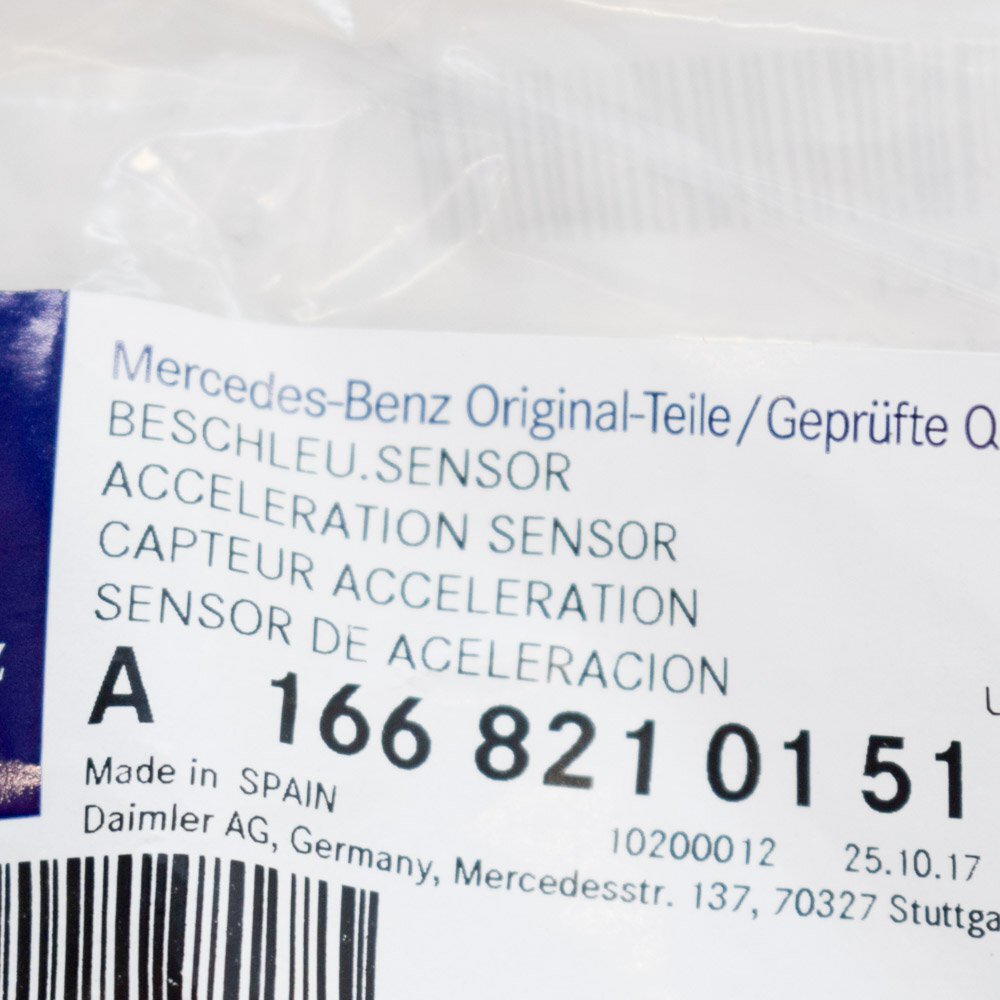 Mercedes-Benz Original-Teile/Geprüfte Q
BESCHLEU.SENSOR
ACCELERATION SENSOR
CAPTEUR ACCELERATION
SENSOR DE ACELERACION
A 166 821 01 51
Made in SPAIN
10200012 25.10.17
Daimler AG, Germany, Mercedesstr. 137, 70327 Stuttga